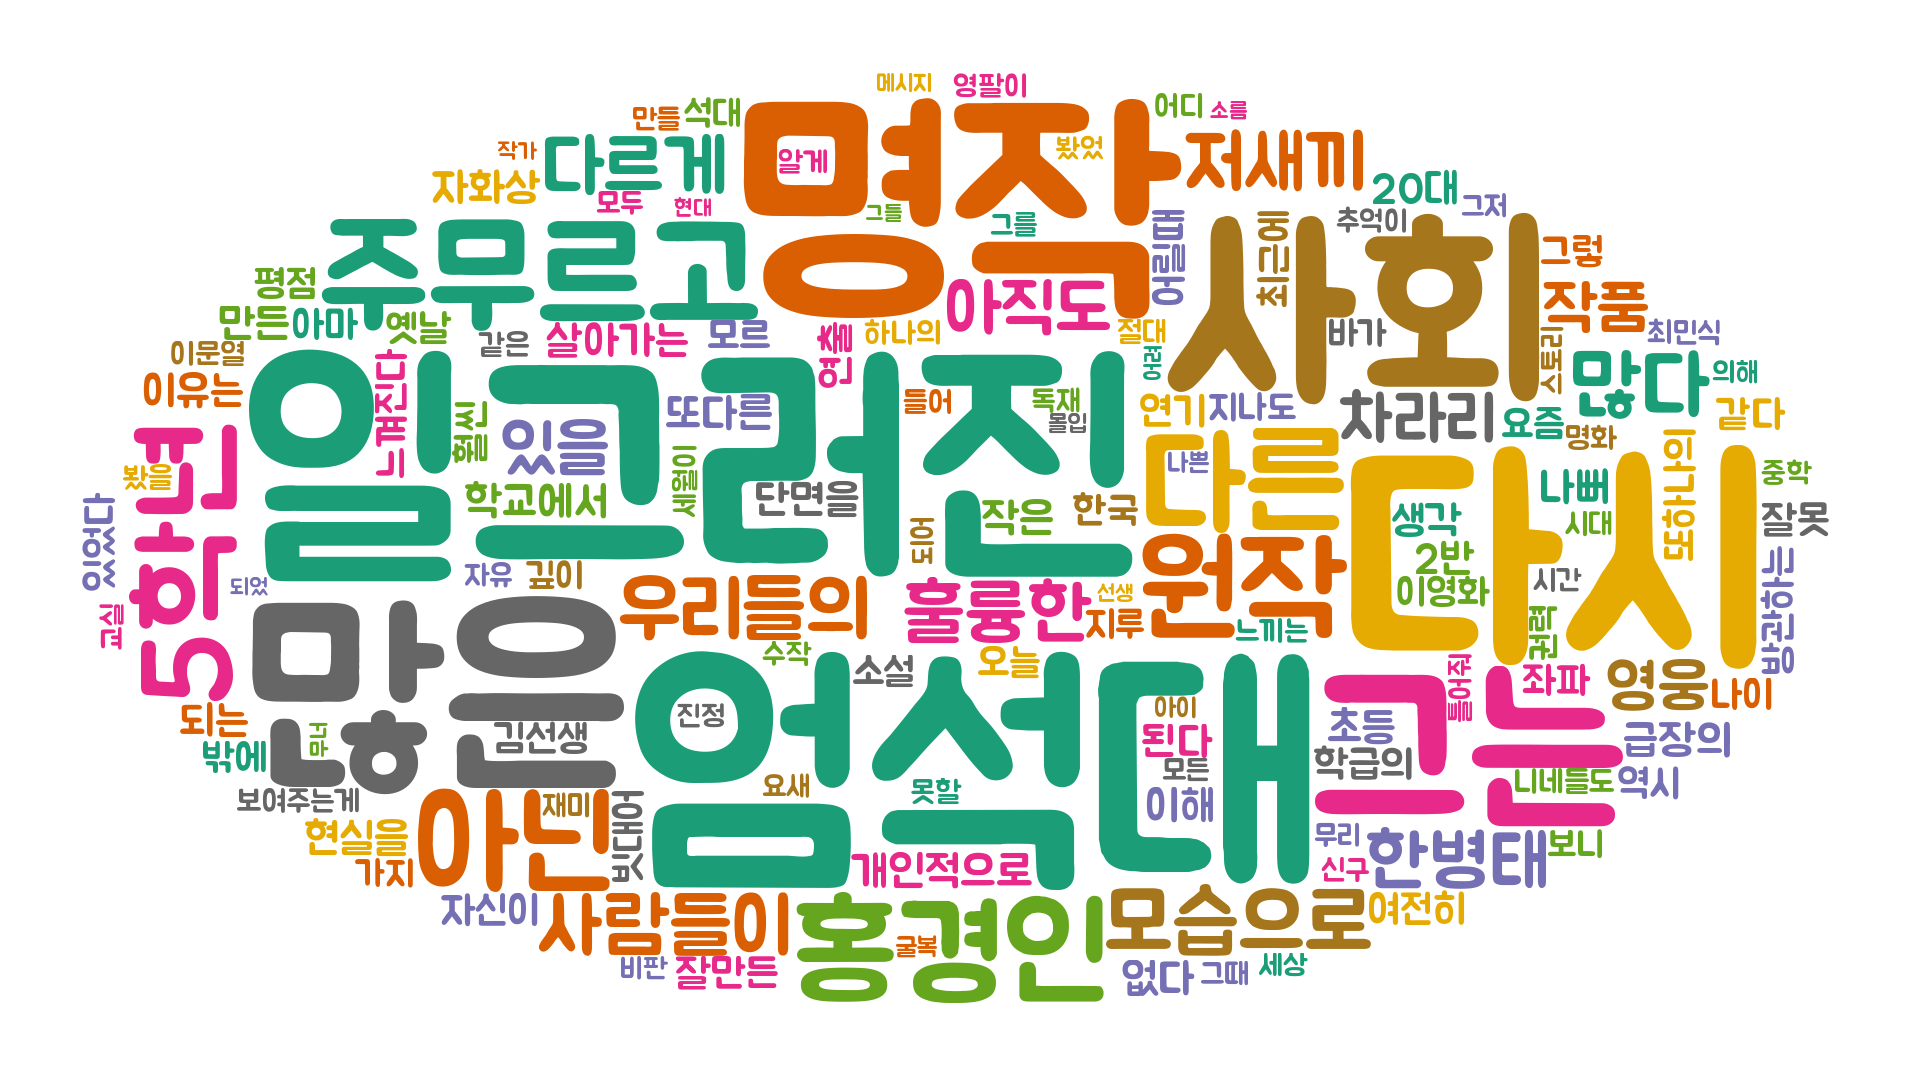 메시지
영팔이
만들
석대
명작
어디
소름
작가
다르게
알게
봤었
저새끼
자화상
모두
현대
20대
그저
그들
그를
주무르고
어릴듭
최근에
추억이
사회
그렇
평점
만든
아마
옛날
같은
살아가는
모르
연출
하나의
아직도
절대
바가
작품
최민식
스토리
이문열
이유는
느껴진다
일그러진
어려
많다
의해
또다른
들어
독재
몰입
연기
지나도
차라리
요즘
명화
같다
훨씬
있을
세월이
나쁜
다른
다시
또하나의
중학
봤을
5학년
학교에서
단면을
작은
한국
나뻐
생각
시대
잘못
있었다
되어
2반
되었
자유
깊이
우리들의
훌륭한
선생
원작
이영화
시간
방관하는
교실
지루
느끼는
권력
많은
수작
소설
오늘
틀어줘
좌파
영웅
나이
되는
무너
김선생
엄석대
진정
아이
된다
초등
그는
급장의
밖에
모든
학급의
보여주는게
재미
빗대어
요새
못할
이해
니네들도
역시
현실을
아닌
무리
한병태
보니
가지
개인적으로
신구
자신이
사람들이
홍경인
굴복
모습으로
여전히
비판
잘만든
없다
그때
세상